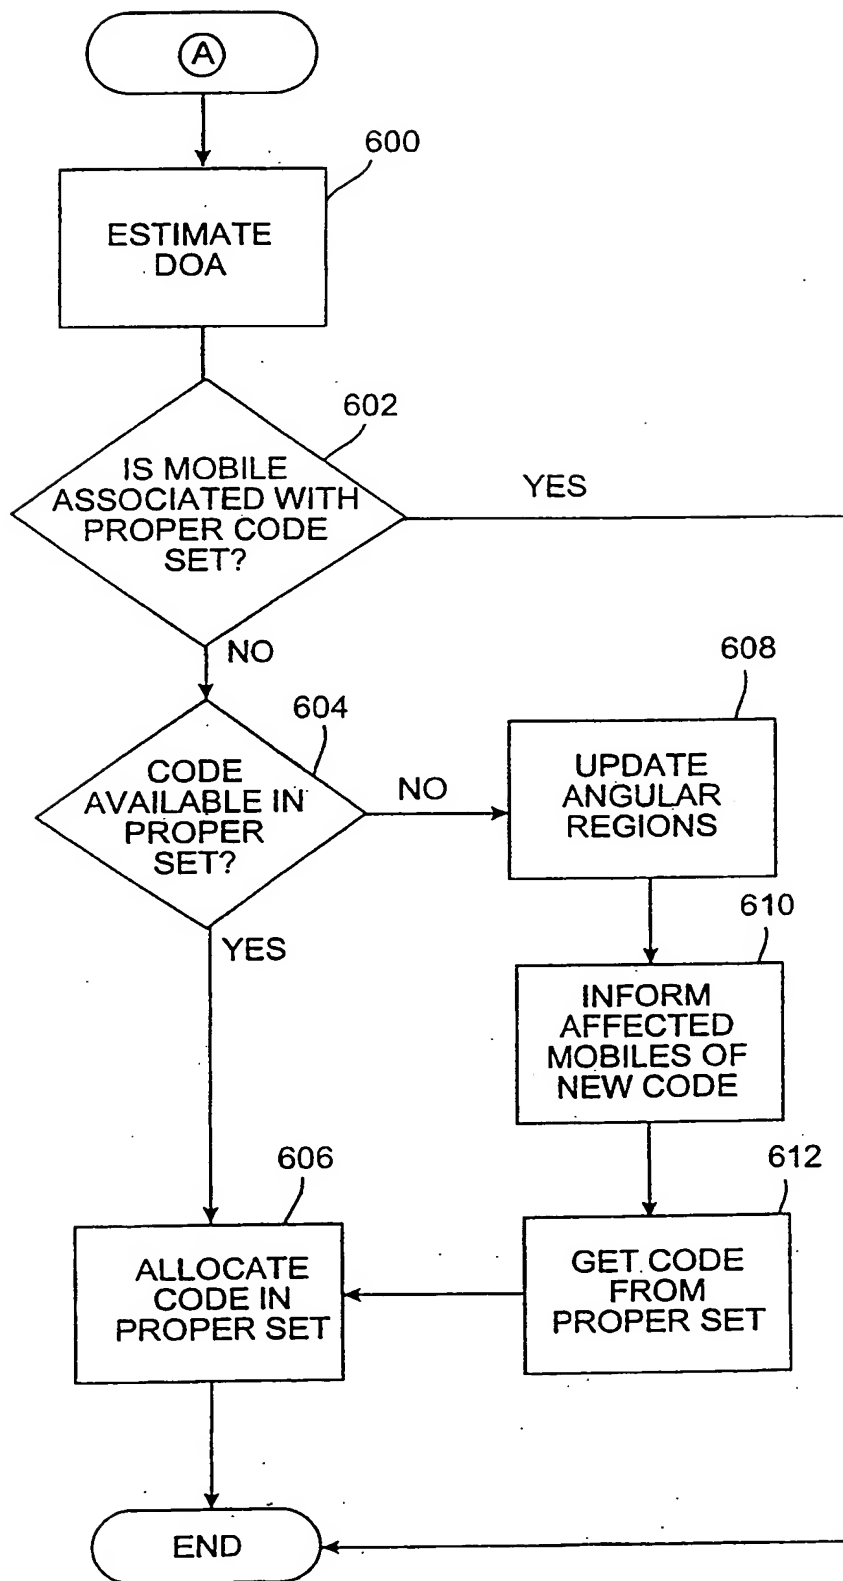 A
600
ESTIMATE
DOA
602
IS MOBILE
ASSOCIATED WITH
PROPER CODE
SET?
YES
NO
604
CODE
AVAILABLE IN
PROPER
SET?
NO
YES
608
UPDATE
ANGULAR
REGIONS
610
INFORM
AFFECTED
MOBILES OF
NEW CODE
612
GET CODE
FROM
PROPER SET
606
ALLOCATE
CODE IN
PROPER SET
END